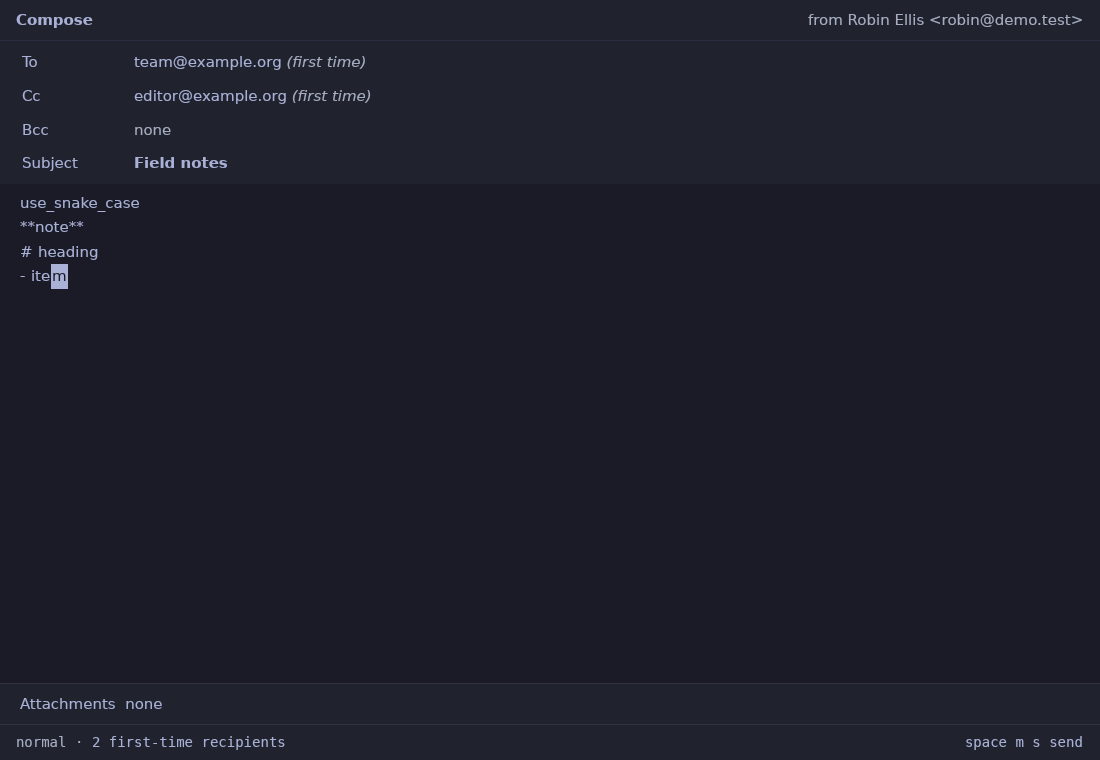 Compose from Robin Ellis <robin@demo.test>
To team@example.org (first time)
Cc editor@example.org (first time)
Bcc none
Subject Field notes
use_snake_case
**note**
# heading
- item
Attachments none
normal · 2 first-time recipients space m s send